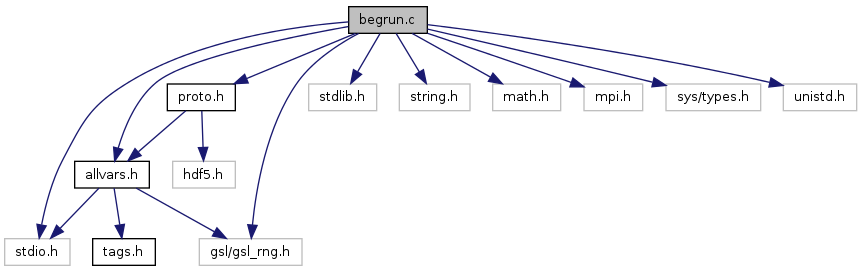 begrun.c
proto.h
stdlib.h
string.h
math.h
mpi.h
sys/types.h
unistd.h
allvars.h
hdf5.h
stdio.h
tags.h
gsl/gsl_rng.h